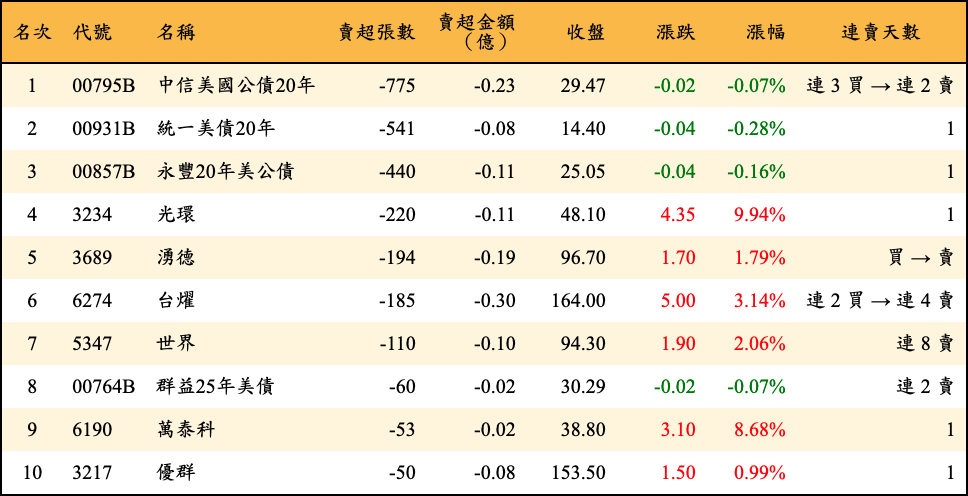 名次 代號 名稱 賣超張數 賣超金額（億） 收盤 漲跌 漲幅 連賣天數
1 00795B 中信美國公債20年 -775 -0.23 29.47 -0.02 -0.07% 連 3 買 → 連 2 賣
2 00931B 統一美債20年 -541 -0.08 14.40 -0.04 -0.28% 1
3 00857B 永豐20年美公債 -440 -0.11 25.05 -0.04 -0.16% 1
4 3234 光環 -220 -0.11 48.10 4.35 9.94% 1
5 3689 湧德 -194 -0.19 96.70 1.70 1.79% 買 → 賣
6 6274 台燿 -185 -0.30 164.00 5.00 3.14% 連 2 買 → 連 4 賣
7 5347 世界 -110 -0.10 94.30 1.90 2.06% 連 8 賣
8 00764B 群益25年美債 -60 -0.02 30.29 -0.02 -0.07% 連 2 賣
9 6190 萬泰科 -53 -0.02 38.80 3.10 8.68% 1
10 3217 優群 -50 -0.08 153.50 1.50 0.99% 1